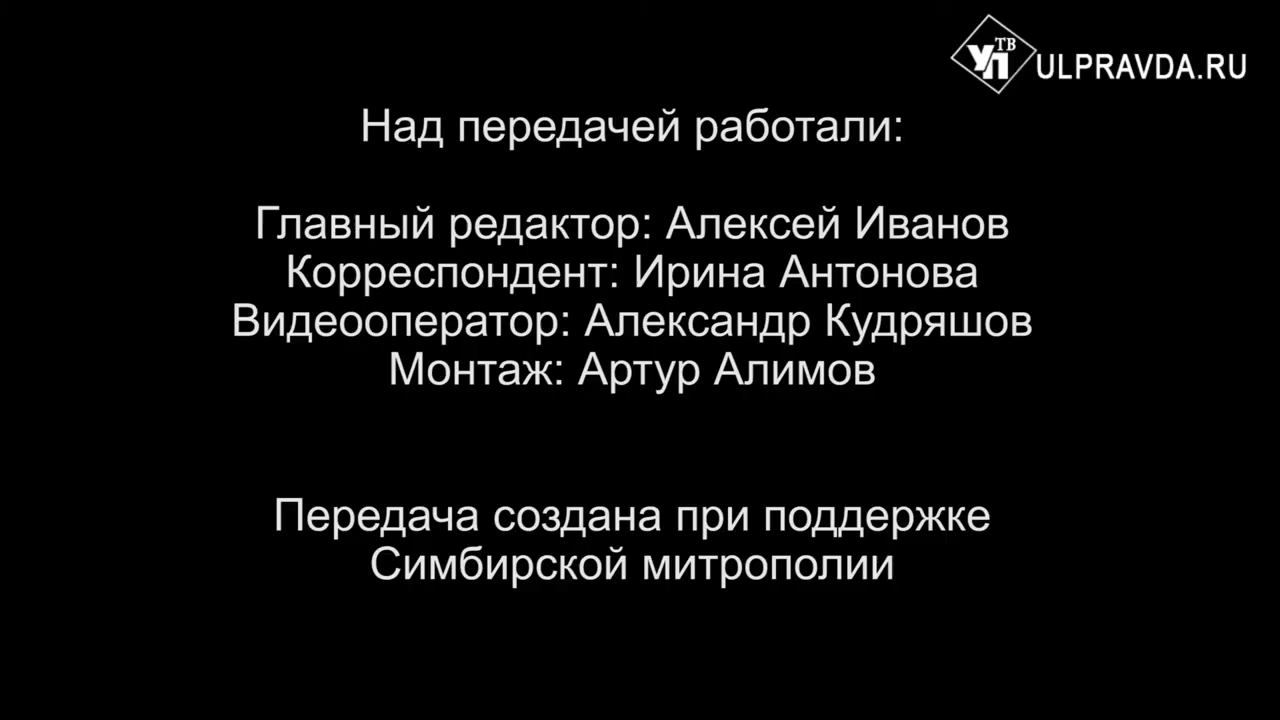 УП ТВ ULPRAVDA.RU
Над передачей работали:
Главный редактор: Алексей Иванов
Корреспондент: Ирина Антонова
Видеооператор: Александр Кудряшов
Монтаж: Артур Алимов
Передача создана при поддержке
Симбирской митрополии